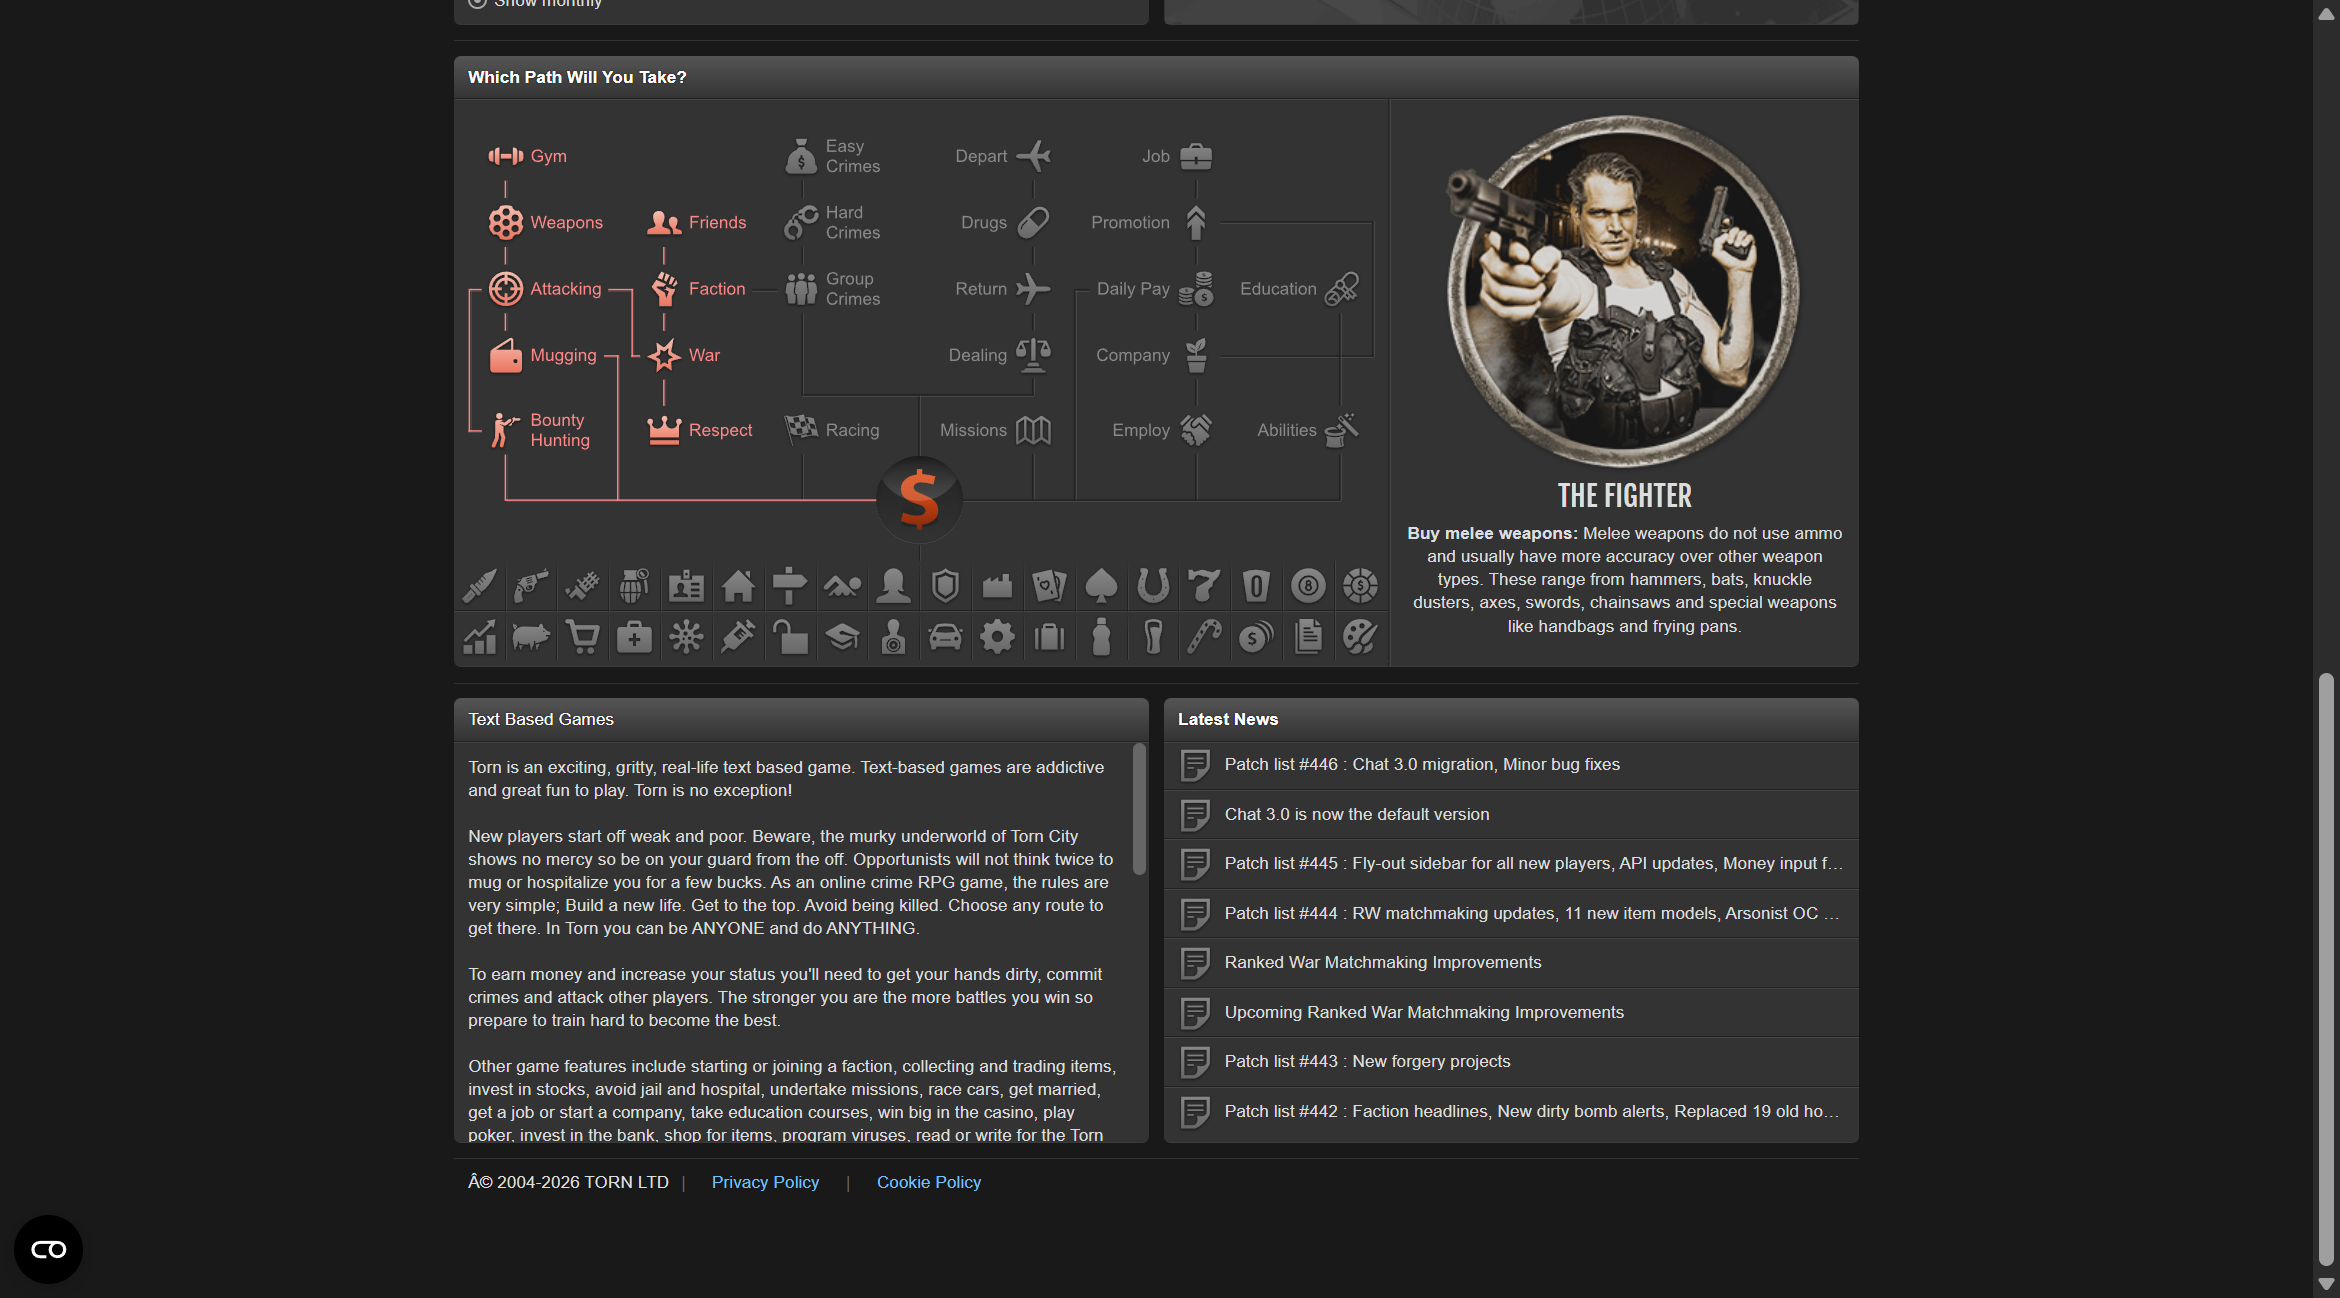 Show monthly
Which Path Will You Take?
Gym
Weapons
Attacking
Mugging
Bounty
Hunting
Friends
Faction
War
Respect
Easy
Crimes
Hard
Crimes
Group
Crimes
Racing
Depart
Drugs
Return
Dealing
Missions
Job
Promotion
Daily Pay
Company
Employ
Education
Abilities
$
THE FIGHTER
Buy melee weapons: Melee weapons do not use ammo
and usually have more accuracy over other weapon
types. These range from hammers, bats, knuckle
dusters, axes, swords, chainsaws and special weapons
like handbags and frying pans.
Text Based Games
Torn is an exciting, gritty, real-life text based game. Text-based games are addictive
and great fun to play. Torn is no exception!
New players start off weak and poor. Beware, the murky underworld of Torn City
shows no mercy so be on your guard from the off. Opportunists will not think twice to
mug or hospitalize you for a few bucks. As an online crime RPG game, the rules are
very simple; Build a new life. Get to the top. Avoid being killed. Choose any route to
get there. In Torn you can be ANYONE and do ANYTHING.
To earn money and increase your status you'll need to get your hands dirty, commit
crimes and attack other players. The stronger you are the more battles you win so
prepare to train hard to become the best.
Other game features include starting or joining a faction, collecting and trading items,
invest in stocks, avoid jail and hospital, undertake missions, race cars, get married,
get a job or start a company, take education courses, win big in the casino, play
poker, invest in the bank, shop for items, program viruses, read or write for the Torn
Latest News
Patch list #446 : Chat 3.0 migration, Minor bug fixes
Chat 3.0 is now the default version
Patch list #445 : Fly-out sidebar for all new players, API updates, Money input f…
Patch list #444 : RW matchmaking updates, 11 new item models, Arsonist OC …
Ranked War Matchmaking Improvements
Upcoming Ranked War Matchmaking Improvements
Patch list #443 : New forgery projects
Patch list #442 : Faction headlines, New dirty bomb alerts, Replaced 19 old ho…
Â© 2004-2026 TORN LTD | Privacy Policy | Cookie Policy